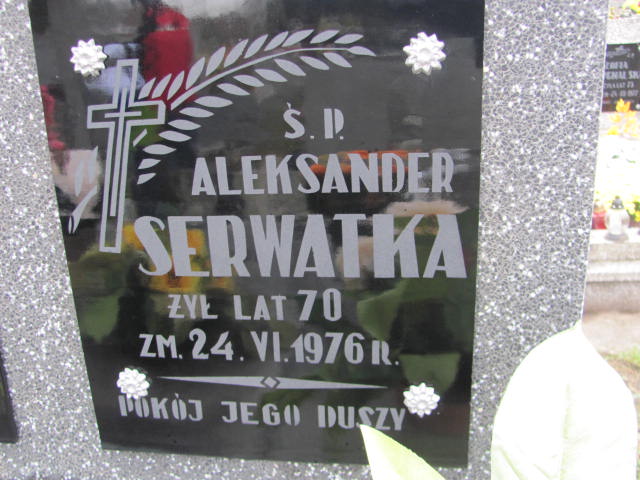 Ś.P.
ALEKSANDER
SERWATKA
ŻYŁ LAT 70
ZM. 24. VI. 1976 R.
POKÓJ JEGO DUSZY